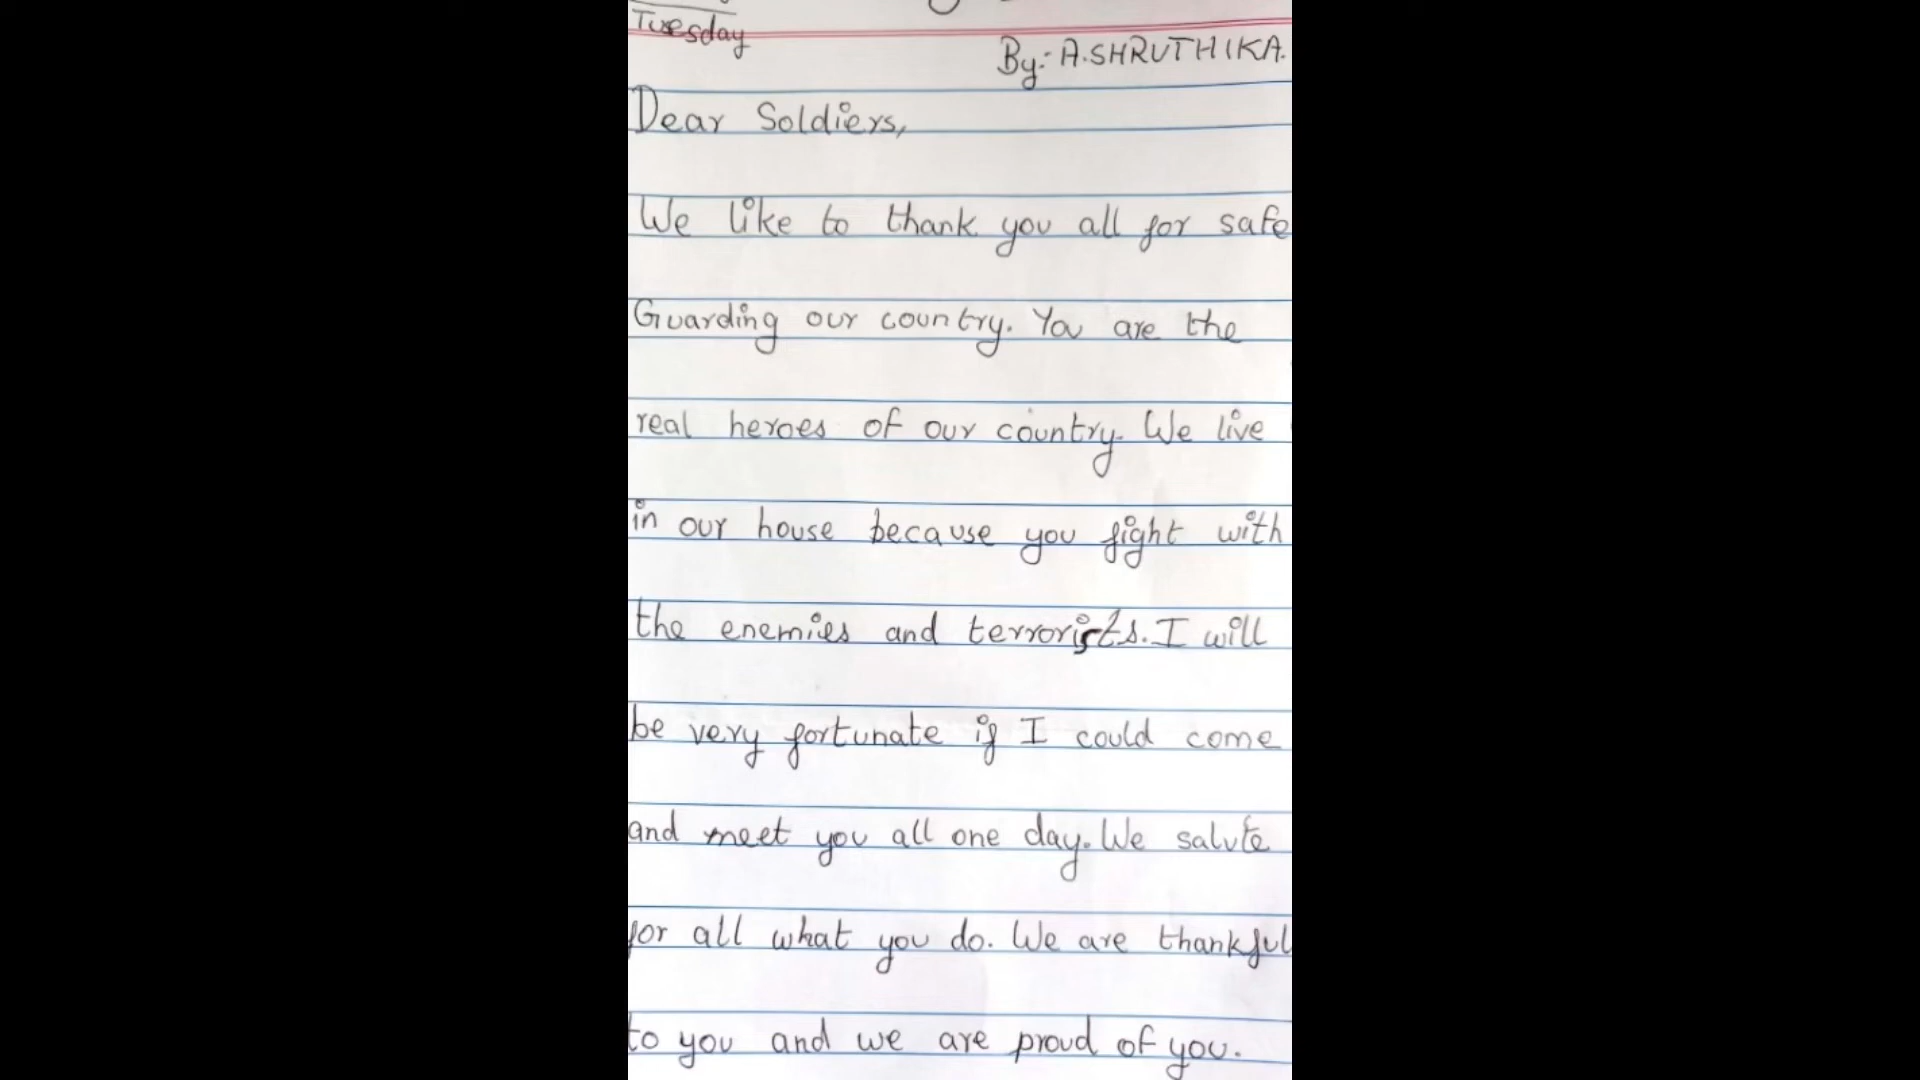 Tuesday
By:- A.SHRUTHIKA.
Dear Soldiers,
We like to thank you all for safe
Guarding our country. You are the
real heroes of our country. We live
in our house because you fight with
the enemies and terrorists. I will
be very fortunate if I could come
and meet you all one day. We salute
for all what you do. We are thankful
to you and we are proud of you.